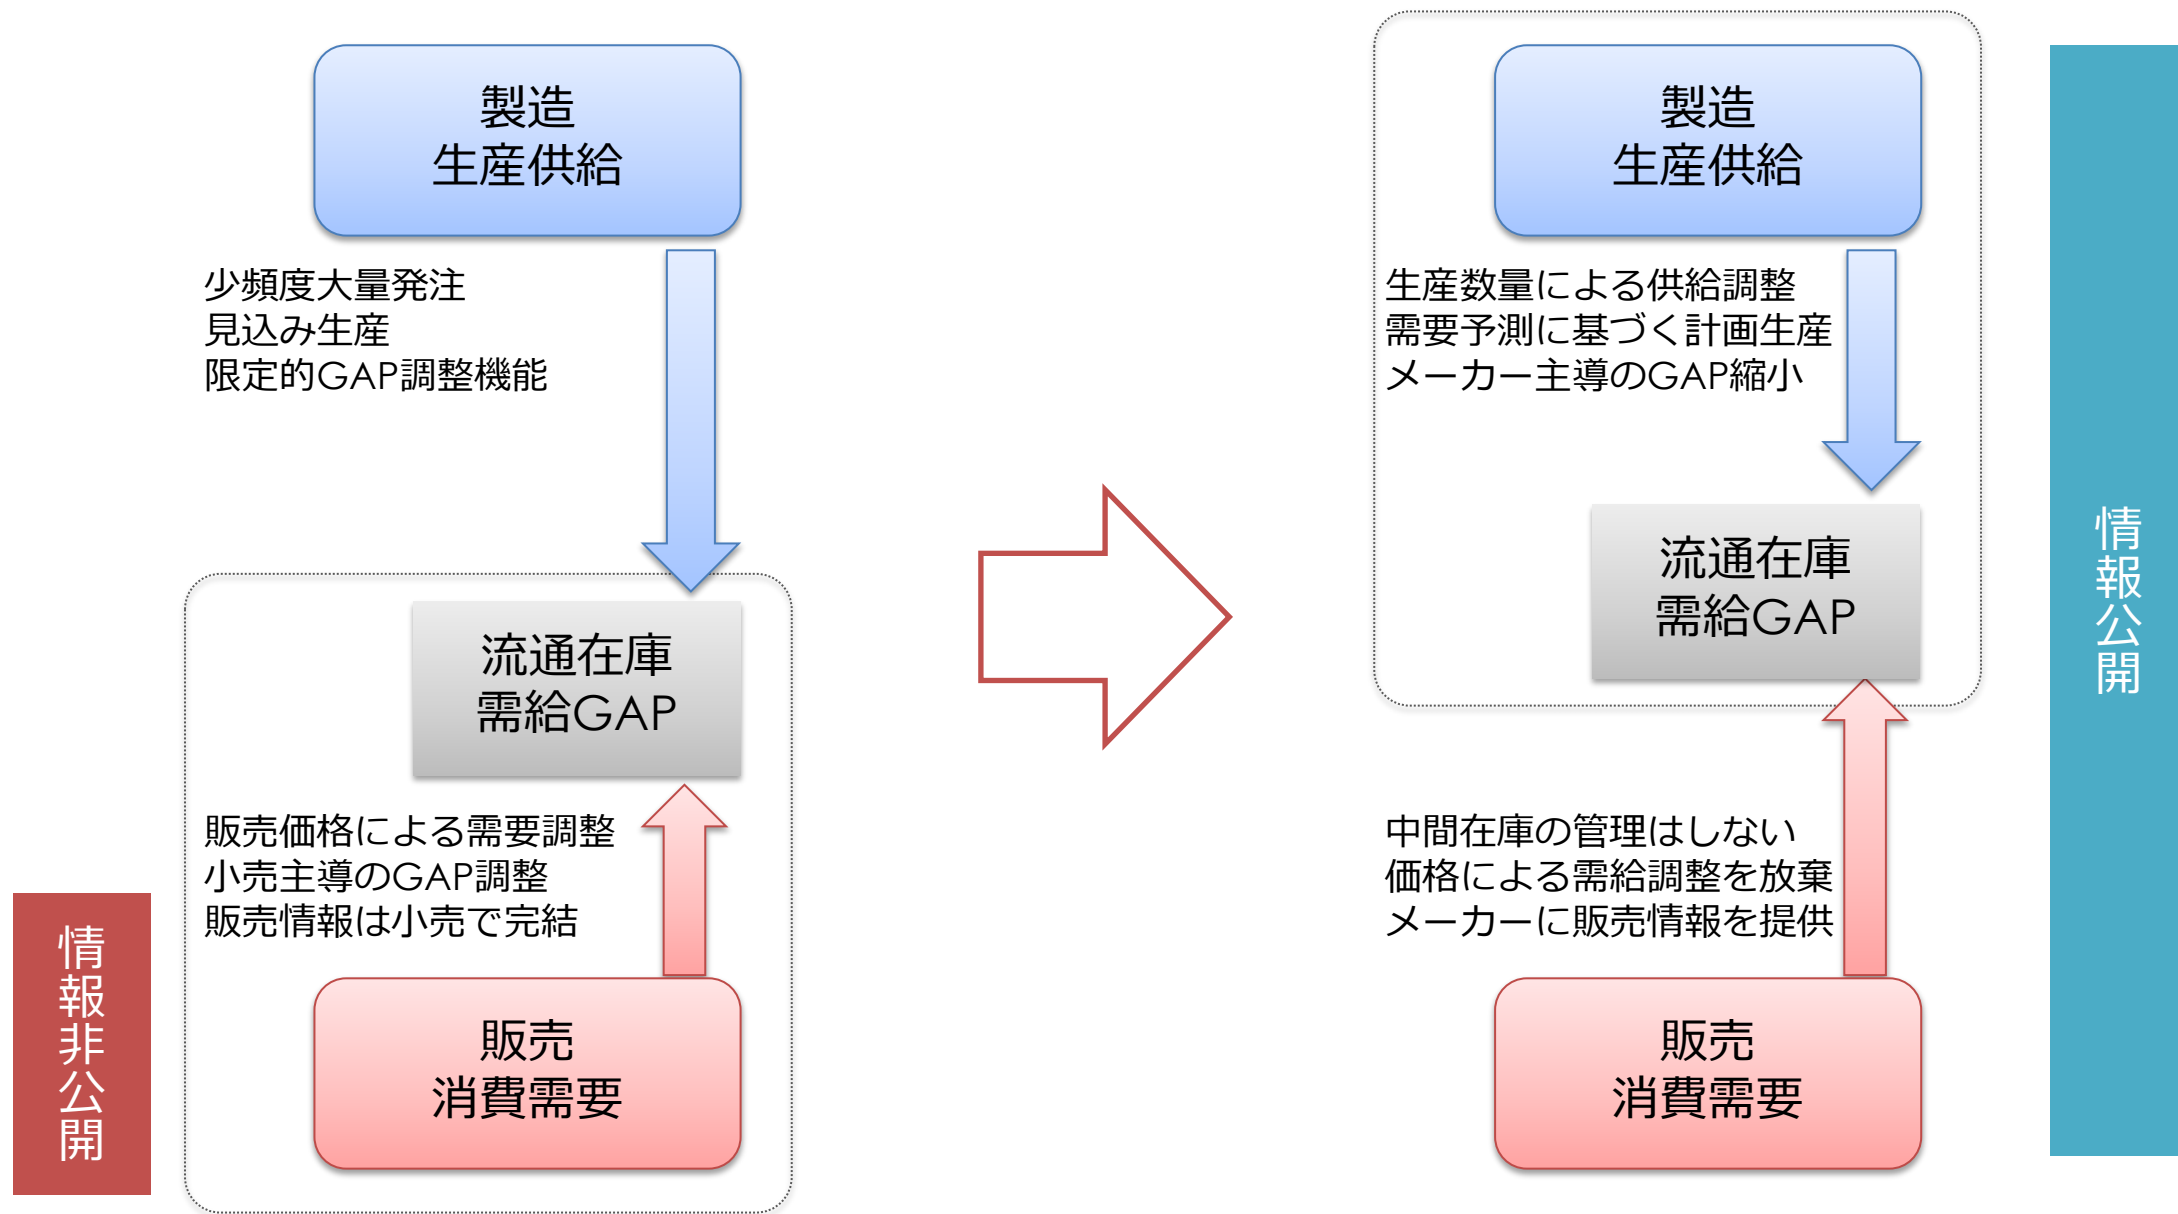 製造
生産供給
少頻度大量発注
見込み生産
限定的GAP調整機能
流通在庫
需給GAP
販売価格による需要調整
小売主導のGAP調整
販売情報は小売で完結
販売
消費需要
情報非公開
製造
生産供給
生産数量による供給調整
需要予測に基づく計画生産
メーカー主導のGAP縮小
流通在庫
需給GAP
中間在庫の管理はしない
価格による需給調整を放棄
メーカーに販売情報を提供
販売
消費需要
情報公開